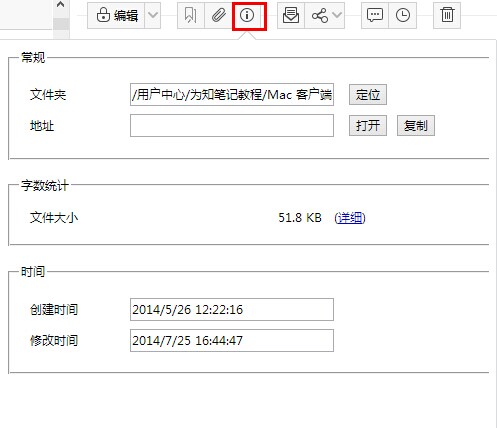 编辑
常规
文件夹 /用户中心/为知笔记教程/Mac 客户端 定位
地址 打开 复制
字数统计
文件大小 51.8 KB (详细)
时间
创建时间 2014/5/26 12:22:16
修改时间 2014/7/25 16:44:47